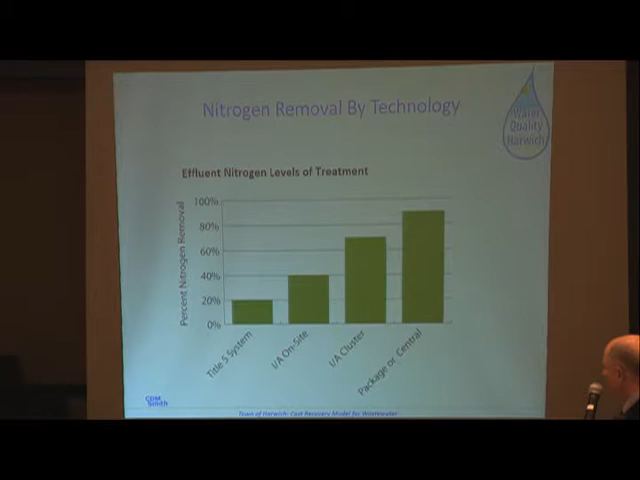 Nitrogen Removal By Technology
Water
Quality
Harwich
Effluent Nitrogen Levels of Treatment
Percent Nitrogen Removal
100%
80%
60%
40%
20%
0%
Title 5 System
I/A On-Site
I/A Cluster
Package or Central
CDM
Smith
Town of Harwich: Cost Recovery Model for Wastewater